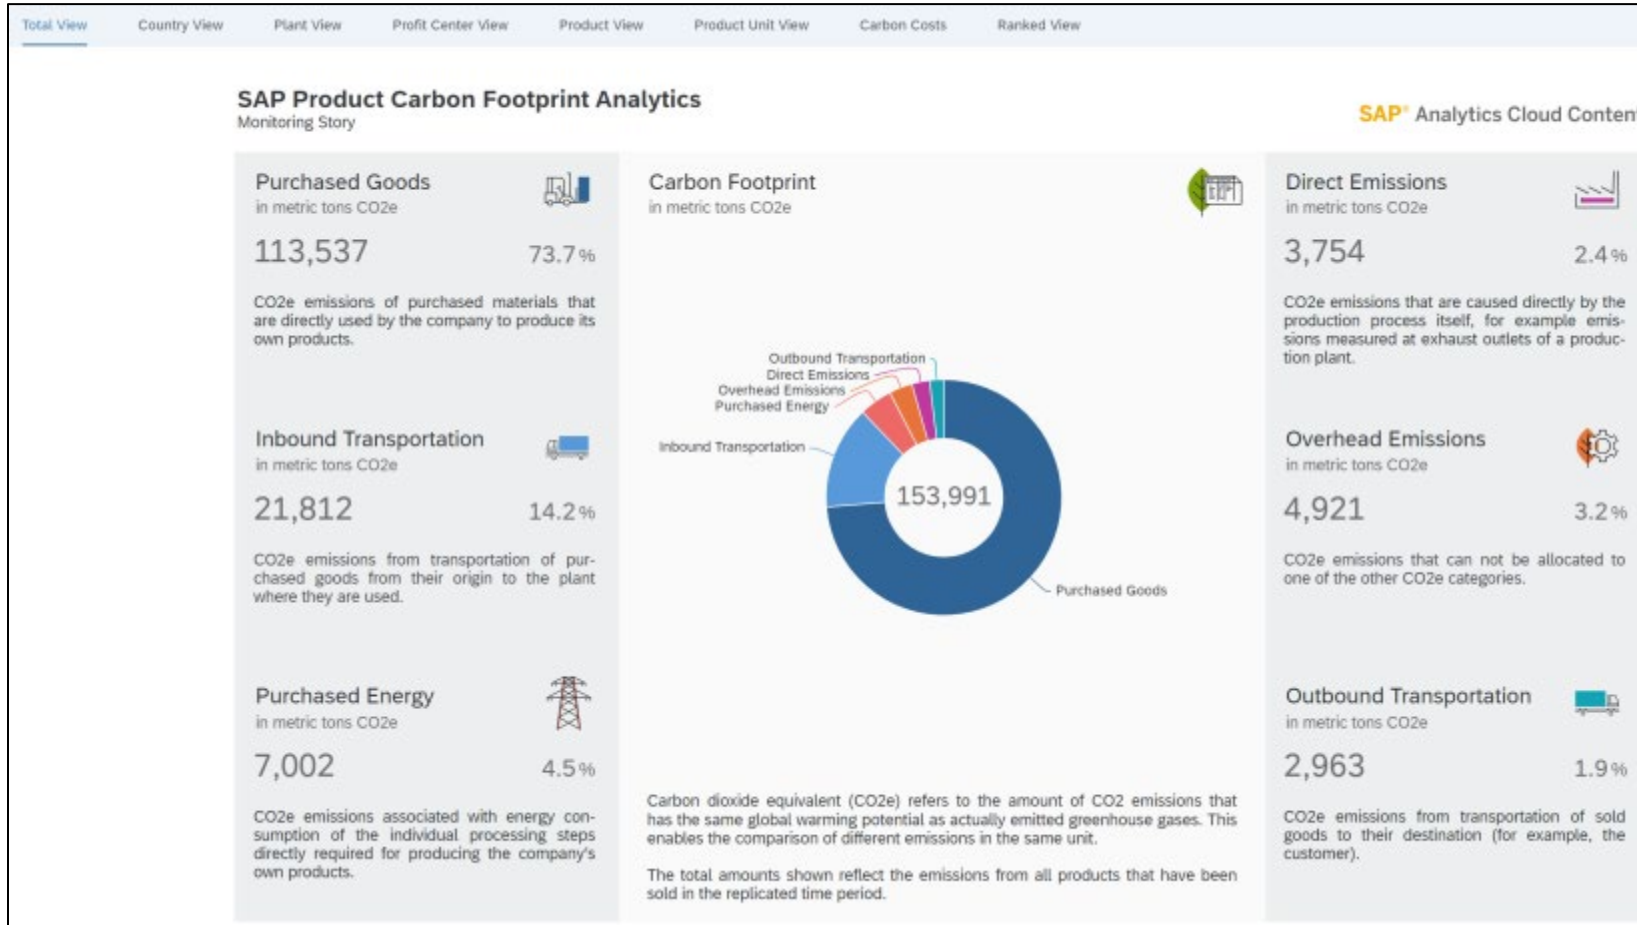 Total View Country View Plant View Profit Center View Product View Product Unit View Carbon Costs Ranked View
SAP Product Carbon Footprint Analytics
Monitoring Story
SAP® Analytics Cloud Content
Purchased Goods
in metric tons CO2e
113,537 73.7%
CO2e emissions of purchased materials that
are directly used by the company to produce its
own products.
Inbound Transportation
in metric tons CO2e
21,812 14.2%
CO2e emissions from transportation of pur-
chased goods from their origin to the plant
where they are used.
Purchased Energy
in metric tons CO2e
7,002 4.5%
CO2e emissions associated with energy con-
sumption of the individual processing steps
directly required for producing the company's
own products.
Carbon Footprint
in metric tons CO2e
Outbound Transportation
Direct Emissions
Overhead Emissions
Purchased Energy
Inbound Transportation
153,991
Purchased Goods
Carbon dioxide equivalent (CO2e) refers to the amount of CO2 emissions that
has the same global warming potential as actually emitted greenhouse gases. This
enables the comparison of different emissions in the same unit.
The total amounts shown reflect the emissions from all products that have been
sold in the replicated time period.
Direct Emissions
in metric tons CO2e
3,754 2.4%
CO2e emissions that are caused directly by the
production process itself, for example emis-
sions measured at exhaust outlets of a produc-
tion plant.
Overhead Emissions
in metric tons CO2e
4,921 3.2%
CO2e emissions that can not be allocated to
one of the other CO2e categories.
Outbound Transportation
in metric tons CO2e
2,963 1.9%
CO2e emissions from transportation of sold
goods to their destination (for example, the
customer).